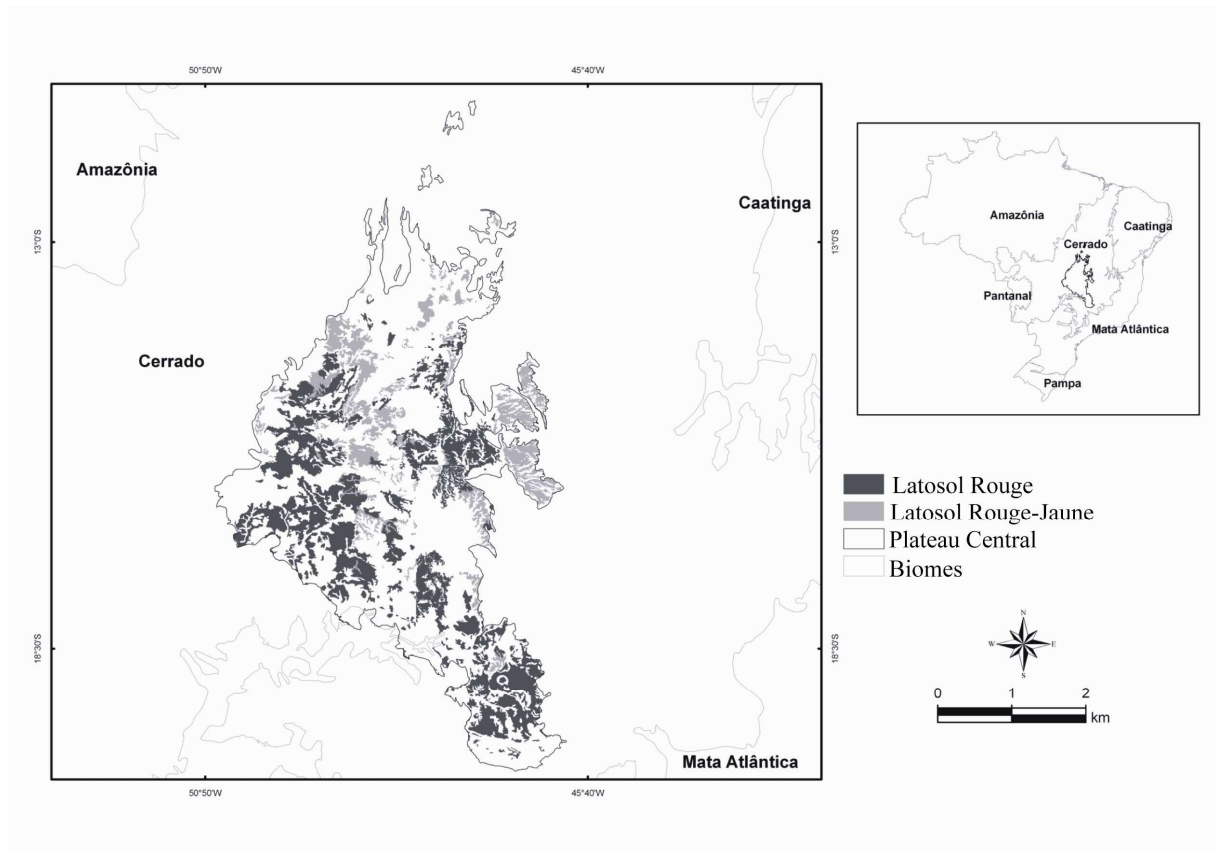 50°50'W
45°40'W
Amazônia
Caatinga
13°0'S
13°0'S
Cerrado
18°30'S
18°30'S
Mata Atlântica
50°50'W
45°40'W
Amazônia
Caatinga
Cerrado
Pantanal
Mata Atlântica
Pampa
Latosol Rouge
Latosol Rouge-Jaune
Plateau Central
Biomes
N
W
E
S
0
1
2
km